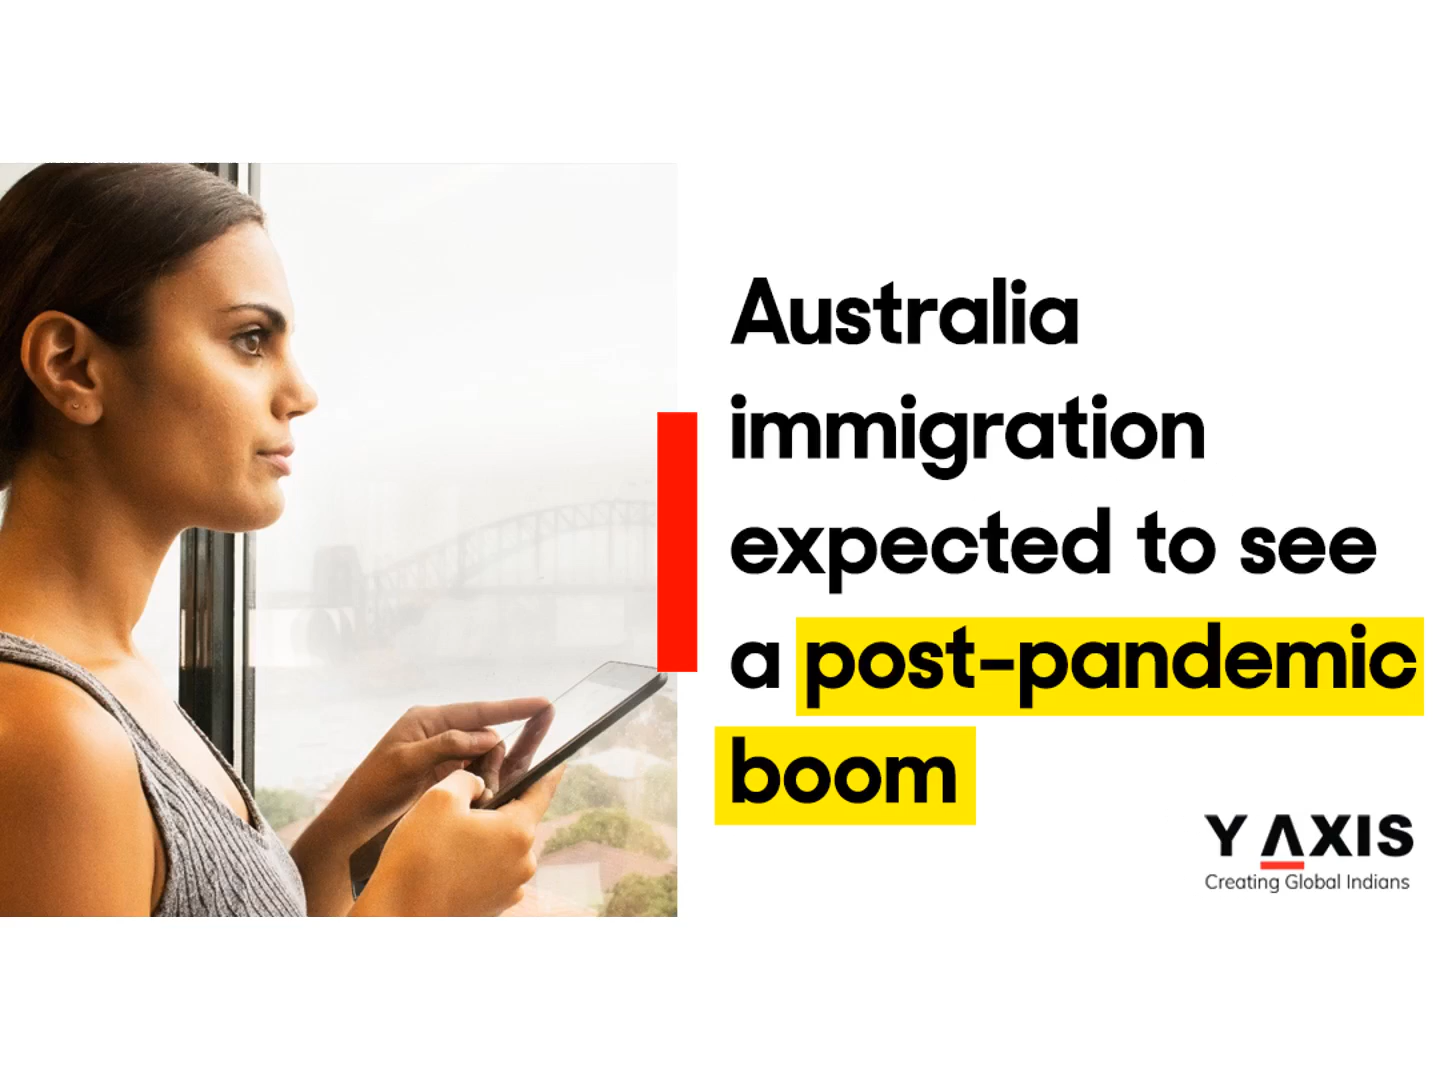 Australia
immigration
expected to see
a post-pandemic
boom
Y AXIS
Creating Global Indians